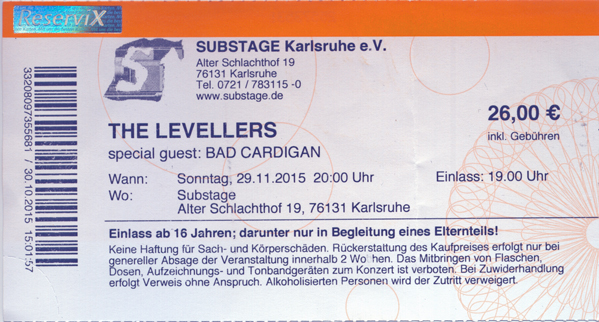 ReserviX
SUBSTAGE Karlsruhe e.V.
Alter Schlachthof 19
76131 Karlsruhe
Tel. 0721 / 783115 -0
www.substage.de
26,00 €
inkl. Gebühren
THE LEVELLERS
special guest: BAD CARDIGAN
Wann: Sonntag, 29.11.2015 20:00 Uhr Einlass: 19.00 Uhr
Wo: Substage
Alter Schlachthof 19, 76131 Karlsruhe
Einlass ab 16 Jahren; darunter nur in Begleitung eines Elternteils!
Keine Haftung für Sach- und Körperschäden. Rückerstattung des Kaufpreises erfolgt nur bei
genereller Absage der Veranstaltung innerhalb 2 Wochen. Das Mitbringen von Flaschen,
Dosen, Aufzeichnungs- und Tonbandgeräten zum Konzert ist verboten. Bei Zuwiderhandlung
erfolgt Verweis ohne Anspruch. Alkoholisierten Personen wird der Zutritt verweigert.
33208097355681 / 30.10.2015 15:01:57